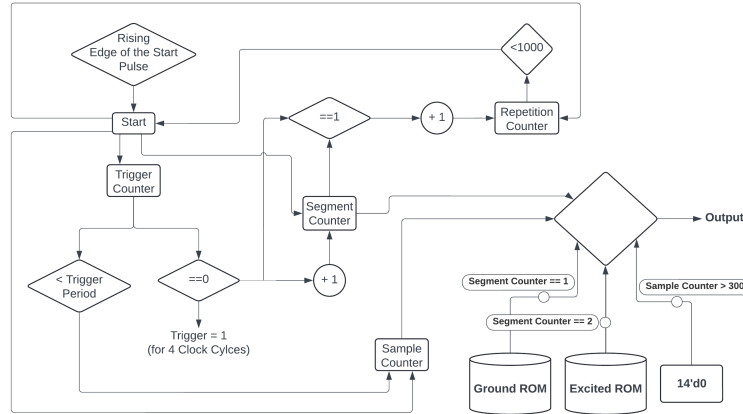 Rising
Edge of the Start
Pulse
<1000
Start
==1
+ 1
Repetition
Counter
Trigger
Counter
Segment
Counter
Output
< Trigger
Period
==0
+ 1
Segment Counter == 1
Sample Counter > 300
Segment Counter == 2
Trigger = 1
(for 4 Clock Cylces)
Sample
Counter
Ground ROM
Excited ROM
14'd0